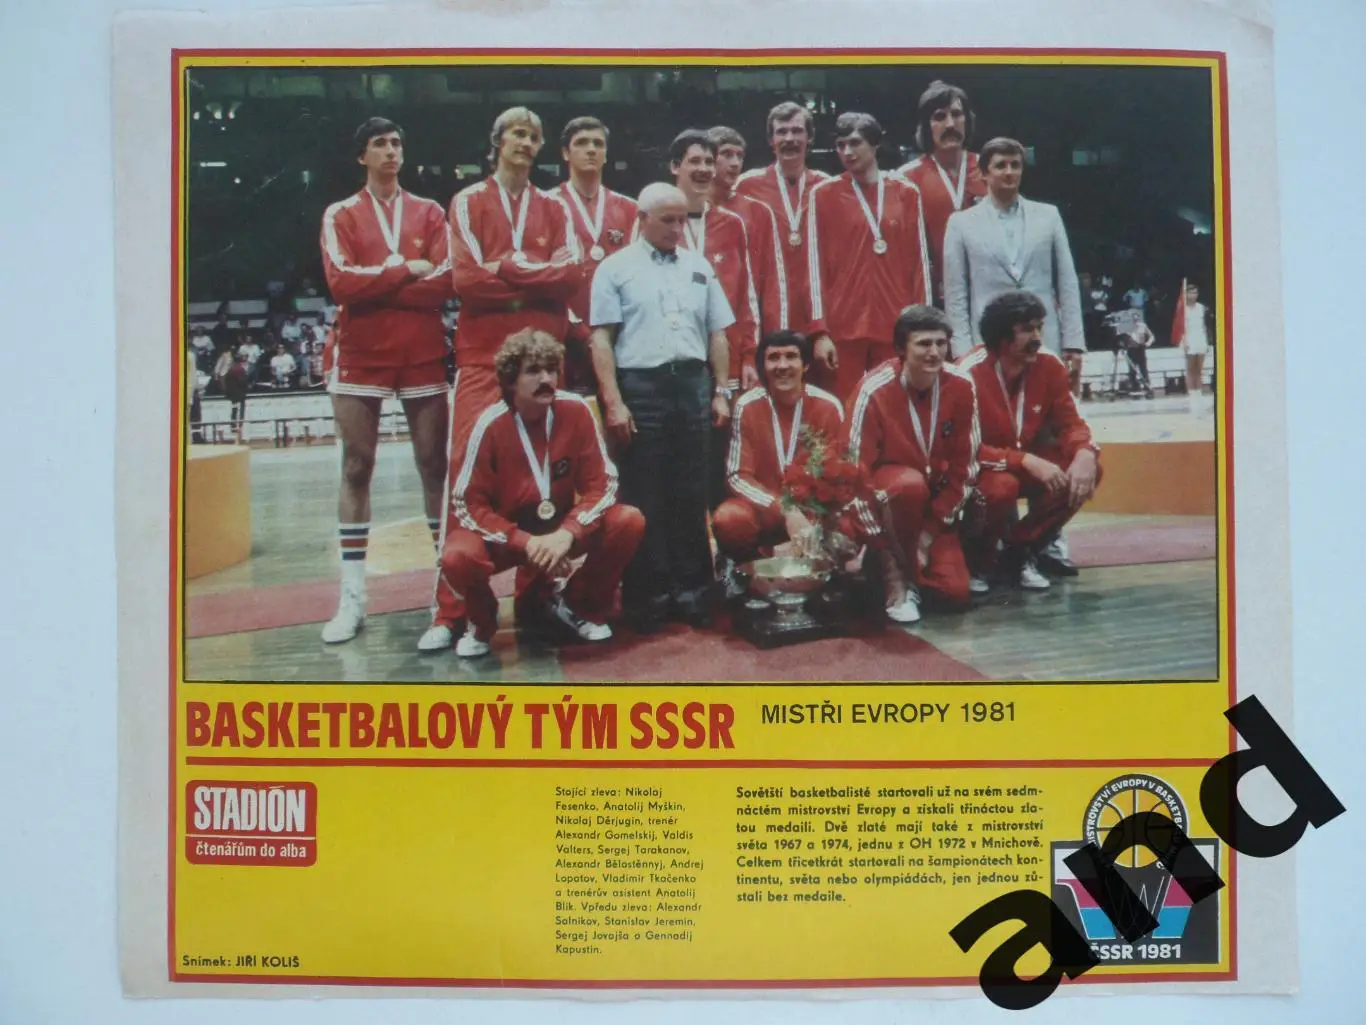 BASKETBALOVÝ TÝM SSSR
MISTŘI EVROPY 1981
STADIÓN
čtenářům do alba
Stojící zleva: Nikolaj
Fesenko, Anatolij Myškin,
Nikolaj Děrjugin, trenér
Alexandr Gomelskij, Valdis
Valters, Sergej Tarakanov,
Alexandr Bělostěnnyj, Andrej
Lopatov, Vladimir Tkačenko
a trenérův asistent Anatolij
Blik. Vpředu zleva: Alexandr
Salnikov, Stanislav Jeremin,
Sergej Jovajša a Gennadij
Kapustin.
Sovětští basketbalisté startovali už na svém sedm-
náctém mistrovství Evropy a získali třináctou zla-
tou medaili. Dvě zlaté mají také z mistrovství
světa 1967 a 1974, jednu z OH 1972 v Mnichově.
Celkem třicetkrát startovali na šampionátech kon-
tinentu, světa nebo olympiádách, jen jednou zů-
stali bez medaile.
MISTROVSTVÍ EVROPY V BASKETB
ČSSR 1981
Snímek: JIŘÍ KOLIŠ
and